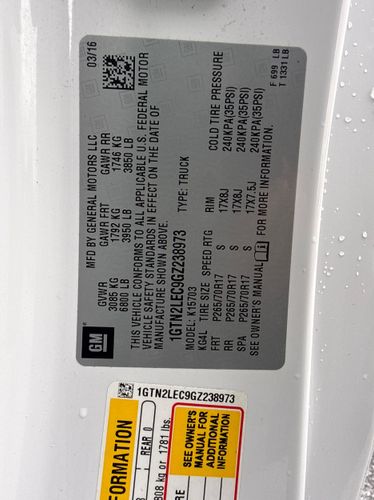 MFD BY GENERAL MOTORS LLC
03/16
GVWR GAWR FRT GAWR RR
3085 KG 1792 KG 1746 KG
6800 LB 3950 LB 3850 LB
THIS VEHICLE CONFORMS TO ALL APPLICABLE U.S. FEDERAL MOTOR
VEHICLE SAFETY STANDARDS IN EFFECT ON THE DATE OF
MANUFACTURE SHOWN ABOVE.
1GTN2LEC9GZ238973
TYPE: TRUCK
MODEL: K15703
KG4L TIRE SIZE SPEED RTG RIM COLD TIRE PRESSURE
FRT P265/70R17 S 17X8J 240KPA(35PSI)
RR P265/70R17 S 17X8J 240KPA(35PSI)
SPA P265/70R17 S 17X7.5J 240KPA(35PSI)
SEE OWNER'S MANUAL FOR MORE INFORMATION.
F 699 LB
T 1331 LB
GM
1GTN2LEC9GZ238973
FORMATION
REAR 0
808 kg or 1781 lbs.
SEE OWNER'S
MANUAL FOR
ADDITIONAL
INFORMATION